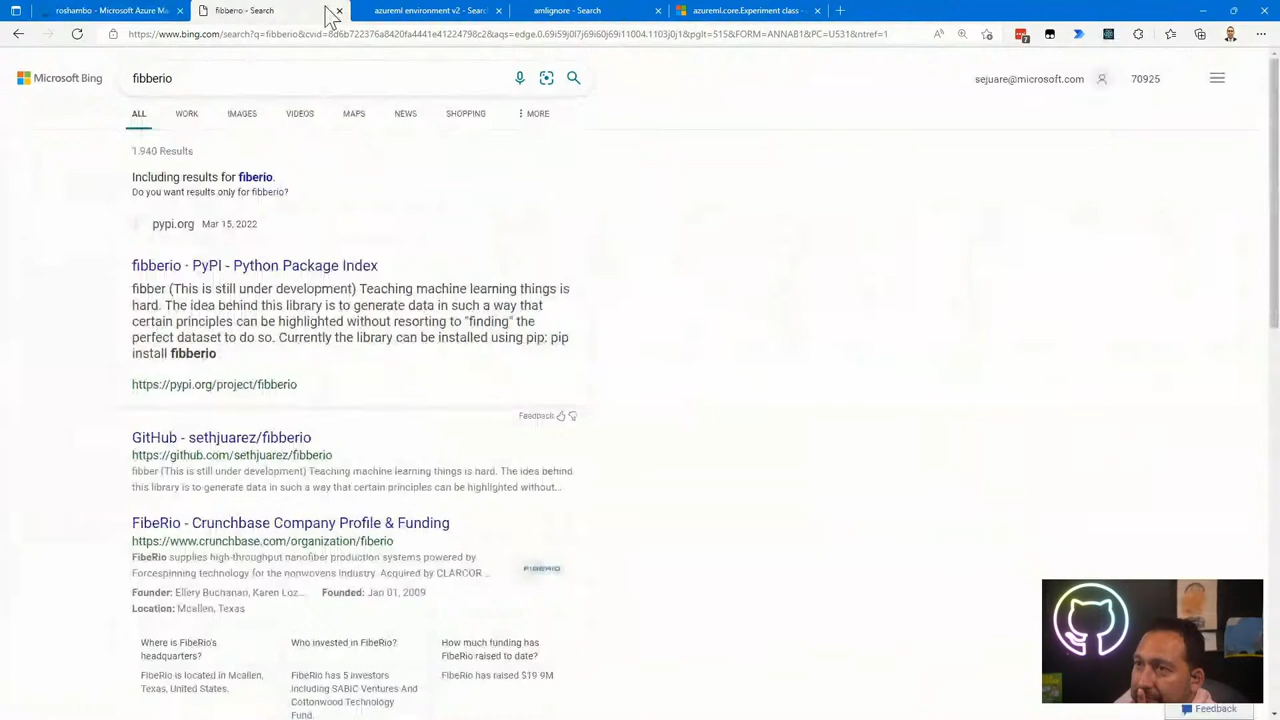 roshambo - Microsoft Azure Ma
fibberio - Search
azureml environment v2 - Searc
amlignore - Search
azureml.core.Experiment class -
https://www.bing.com/search?q=fibberio&cvid=8d6b722376a8420fa4441e41224798c2&aqs=edge.0.69i59j0l7j69i60j69i11004.1103j0j1&pglt=515&FORM=ANNAB1&PC=U531&ntref=1
7
Microsoft Bing
fibberio
sejuare@microsoft.com
70925
ALL
WORK
IMAGES
VIDEOS
MAPS
NEWS
SHOPPING
MORE
1.940 Results
Including results for fiberio.
Do you want results only for fibberio?
pypi.org Mar 15, 2022
fibberio · PyPI - Python Package Index
fibber (This is still under development) Teaching machine learning things is
hard. The idea behind this library is to generate data in such a way that
certain principles can be highlighted without resorting to "finding" the
perfect dataset to do so. Currently the library can be installed using pip: pip
install fibberio
https://pypi.org/project/fibberio
Feedback
GitHub - sethjuarez/fibberio
https://github.com/sethjuarez/fibberio
fibber (This is still under development) Teaching machine learning things is hard. The idea behind
this library is to generate data in such a way that certain principles can be highlighted without...
FibeRio - Crunchbase Company Profile & Funding
https://www.crunchbase.com/organization/fiberio
FibeRio supplies high-throughput nanofiber production systems powered by
Forcespinning technology for the nonwovens industry. Acquired by CLARCOR...
FIBERIO
Founder: Ellery Buchanan, Karen Loz... Founded: Jan 01, 2009
Location: Mcallen, Texas
Where is FibeRio's
headquarters?
FibeRio is located in Mcallen,
Texas, United States.
Who invested in FibeRio?
FibeRio has 5 investors
including SABIC Ventures And
Cottonwood Technology
Fund.
How much funding has
FibeRio raised to date?
FibeRio has raised $19.9M
Feedback